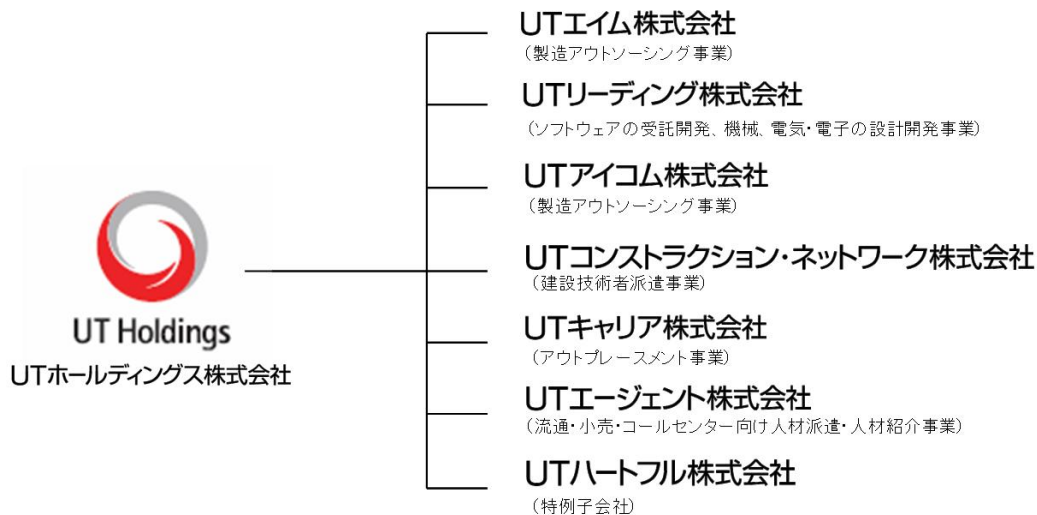 UTエイム株式会社
（製造アウトソーシング事業）
UTリーディング株式会社
（ソフトウェアの受託開発、機械、電気・電子の設計開発事業）
UTアイコム株式会社
（製造アウトソーシング事業）
UT Holdings
UTホールディングス株式会社
UTコンストラクション・ネットワーク株式会社
（建設技術者派遣事業）
UTキャリア株式会社
（アウトプレースメント事業）
UTエージェント株式会社
（流通・小売・コールセンター向け人材派遣・人材紹介事業）
UTハートフル株式会社
（特例子会社）